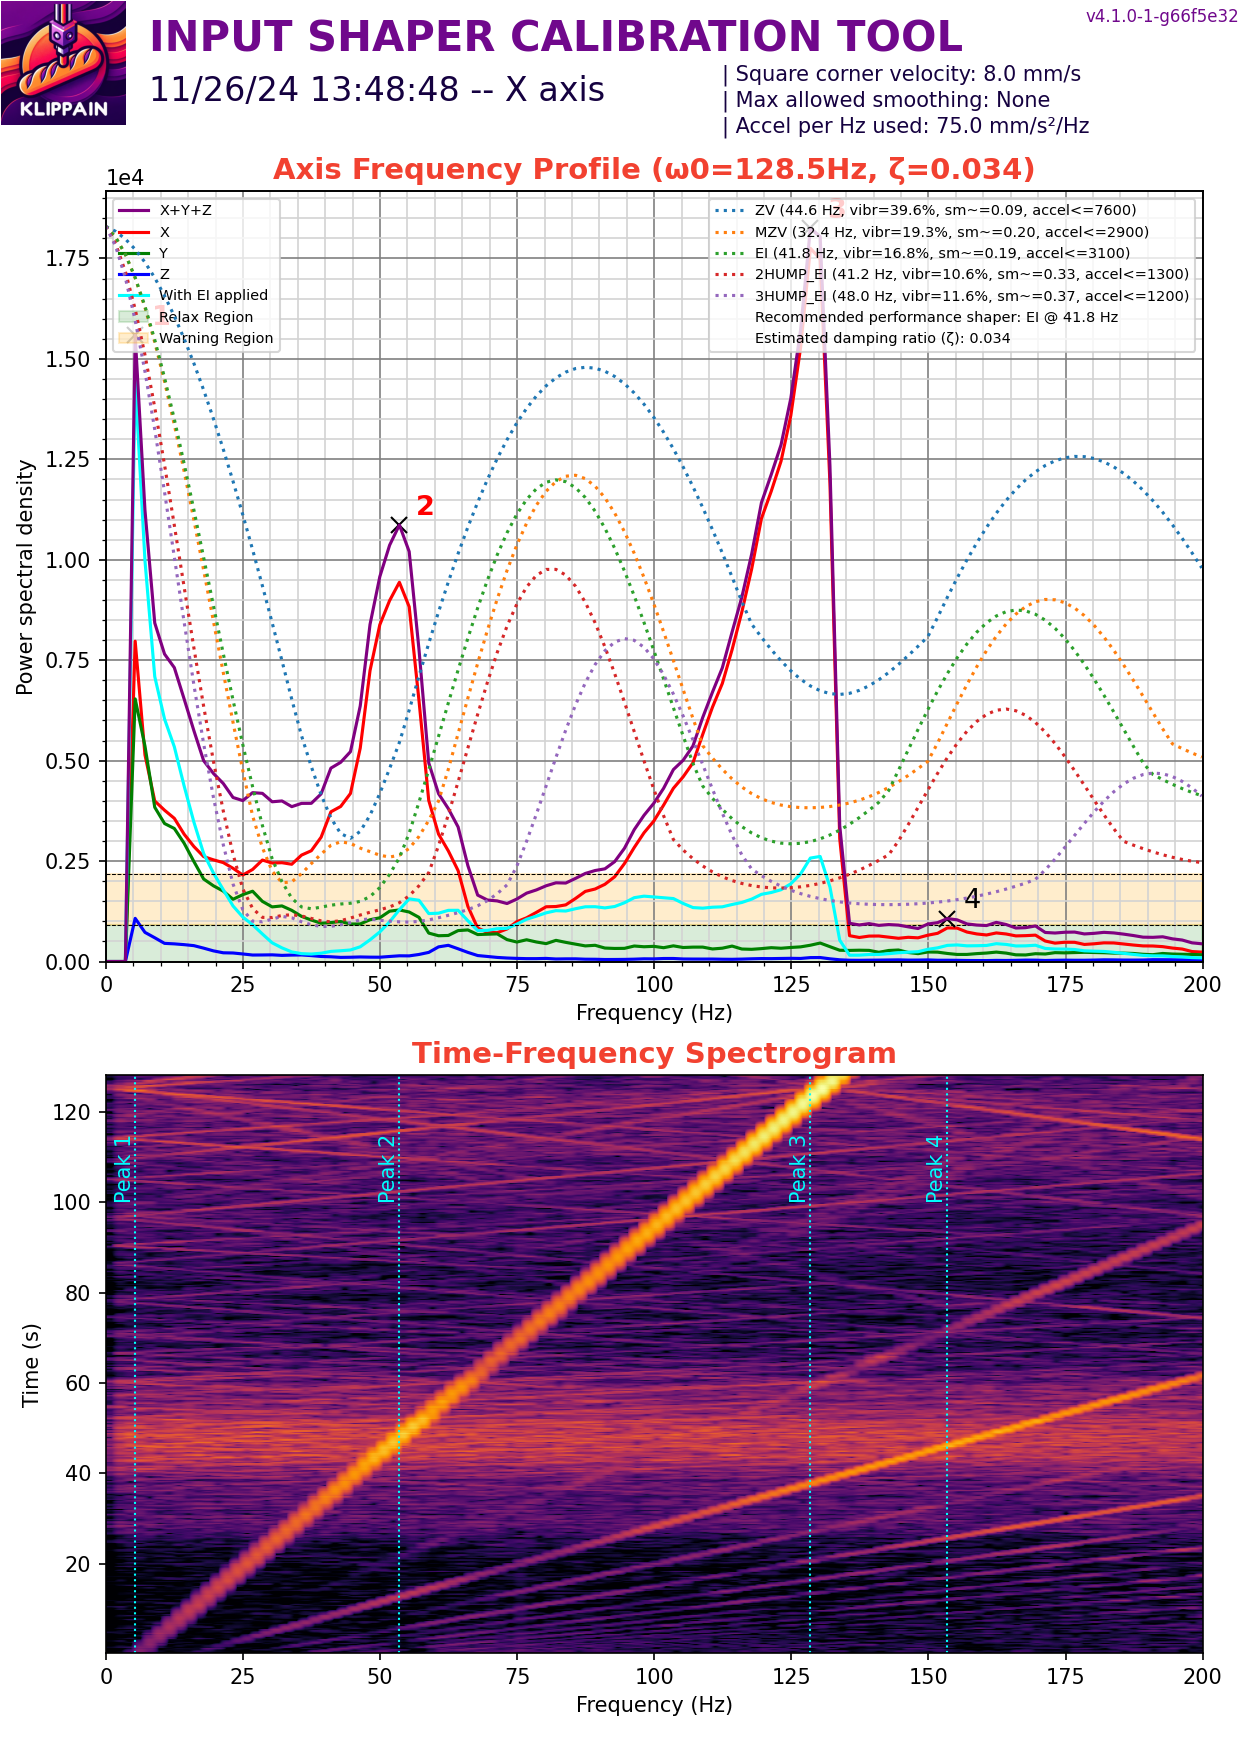 v4.1.0-1-g66f5e32
INPUT SHAPER CALIBRATION TOOL
11/26/24 13:48:48 -- X axis
| Square corner velocity: 8.0 mm/s
| Max allowed smoothing: None
| Accel per Hz used: 75.0 mm/s²/Hz
KLIPPAIN
Axis Frequency Profile (ω0=128.5Hz, ζ=0.034)
1e4
X+Y+Z
X
Y
Z
With EI applied
Relax Region
Warning Region
ZV (44.6 Hz, vibr=39.6%, sm~=0.09, accel<=7600)
MZV (32.4 Hz, vibr=19.3%, sm~=0.20, accel<=2900)
EI (41.8 Hz, vibr=16.8%, sm~=0.19, accel<=3100)
2HUMP_EI (41.2 Hz, vibr=10.6%, sm~=0.33, accel<=1300)
3HUMP_EI (48.0 Hz, vibr=11.6%, sm~=0.37, accel<=1200)
Recommended performance shaper: EI @ 41.8 Hz
Estimated damping ratio (ζ): 0.034
1
2
3
4
Power spectral density
1.75
1.50
1.25
1.00
0.75
0.50
0.25
0.00
0 25 50 75 100 125 150 175 200
Frequency (Hz)
Time-Frequency Spectrogram
Time (s)
120
100
80
60
40
20
Peak 1
Peak 2
Peak 3
Peak 4
0 25 50 75 100 125 150 175 200
Frequency (Hz)